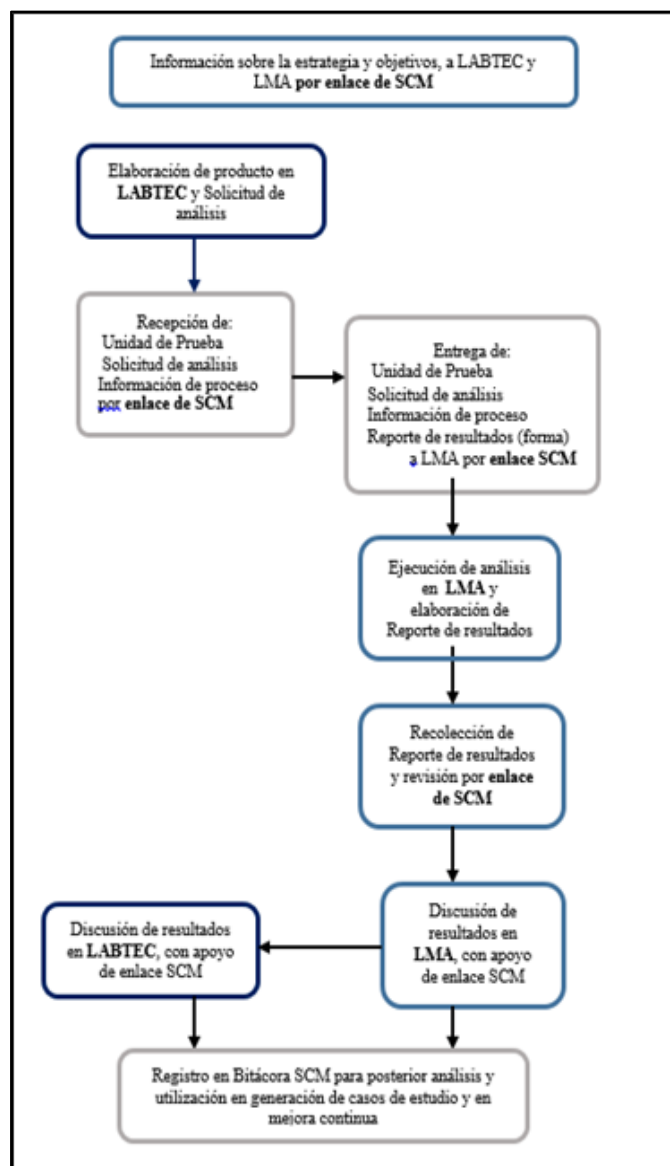 Información sobre la estrategia y objetivos, a LABTEC y
LMA por enlace de SCM
Elaboración de producto en
LABTEC y Solicitud de
análisis
Recepción de:
Unidad de Prueba
Solicitud de análisis
Información de proceso
por enlace de SCM
Entrega de:
Unidad de Prueba
Solicitud de análisis
Información de proceso
Reporte de resultados (forma)
a LMA por enlace SCM
Ejecución de análisis
en LMA y
elaboración de
Reporte de resultados
Recolección de
Reporte de resultados
y revisión por enlace
de SCM
Discusión de resultados
en LABTEC, con apoyo
de enlace SCM
Discusión de
resultados en
LMA, con apoyo
de enlace SCM
Registro en Bitácora SCM para posterior análisis y
utilización en generación de casos de estudio y en
mejora continua